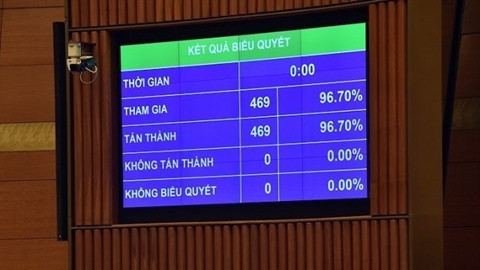 KẾT QUẢ BIỂU QUYẾT
THỜI GIAN 0:00
THAM GIA 469 96.70%
TÁN THÀNH 469 96.70%
KHÔNG TÁN THÀNH 0 0.00%
KHÔNG BIỂU QUYẾT 0 0.00%